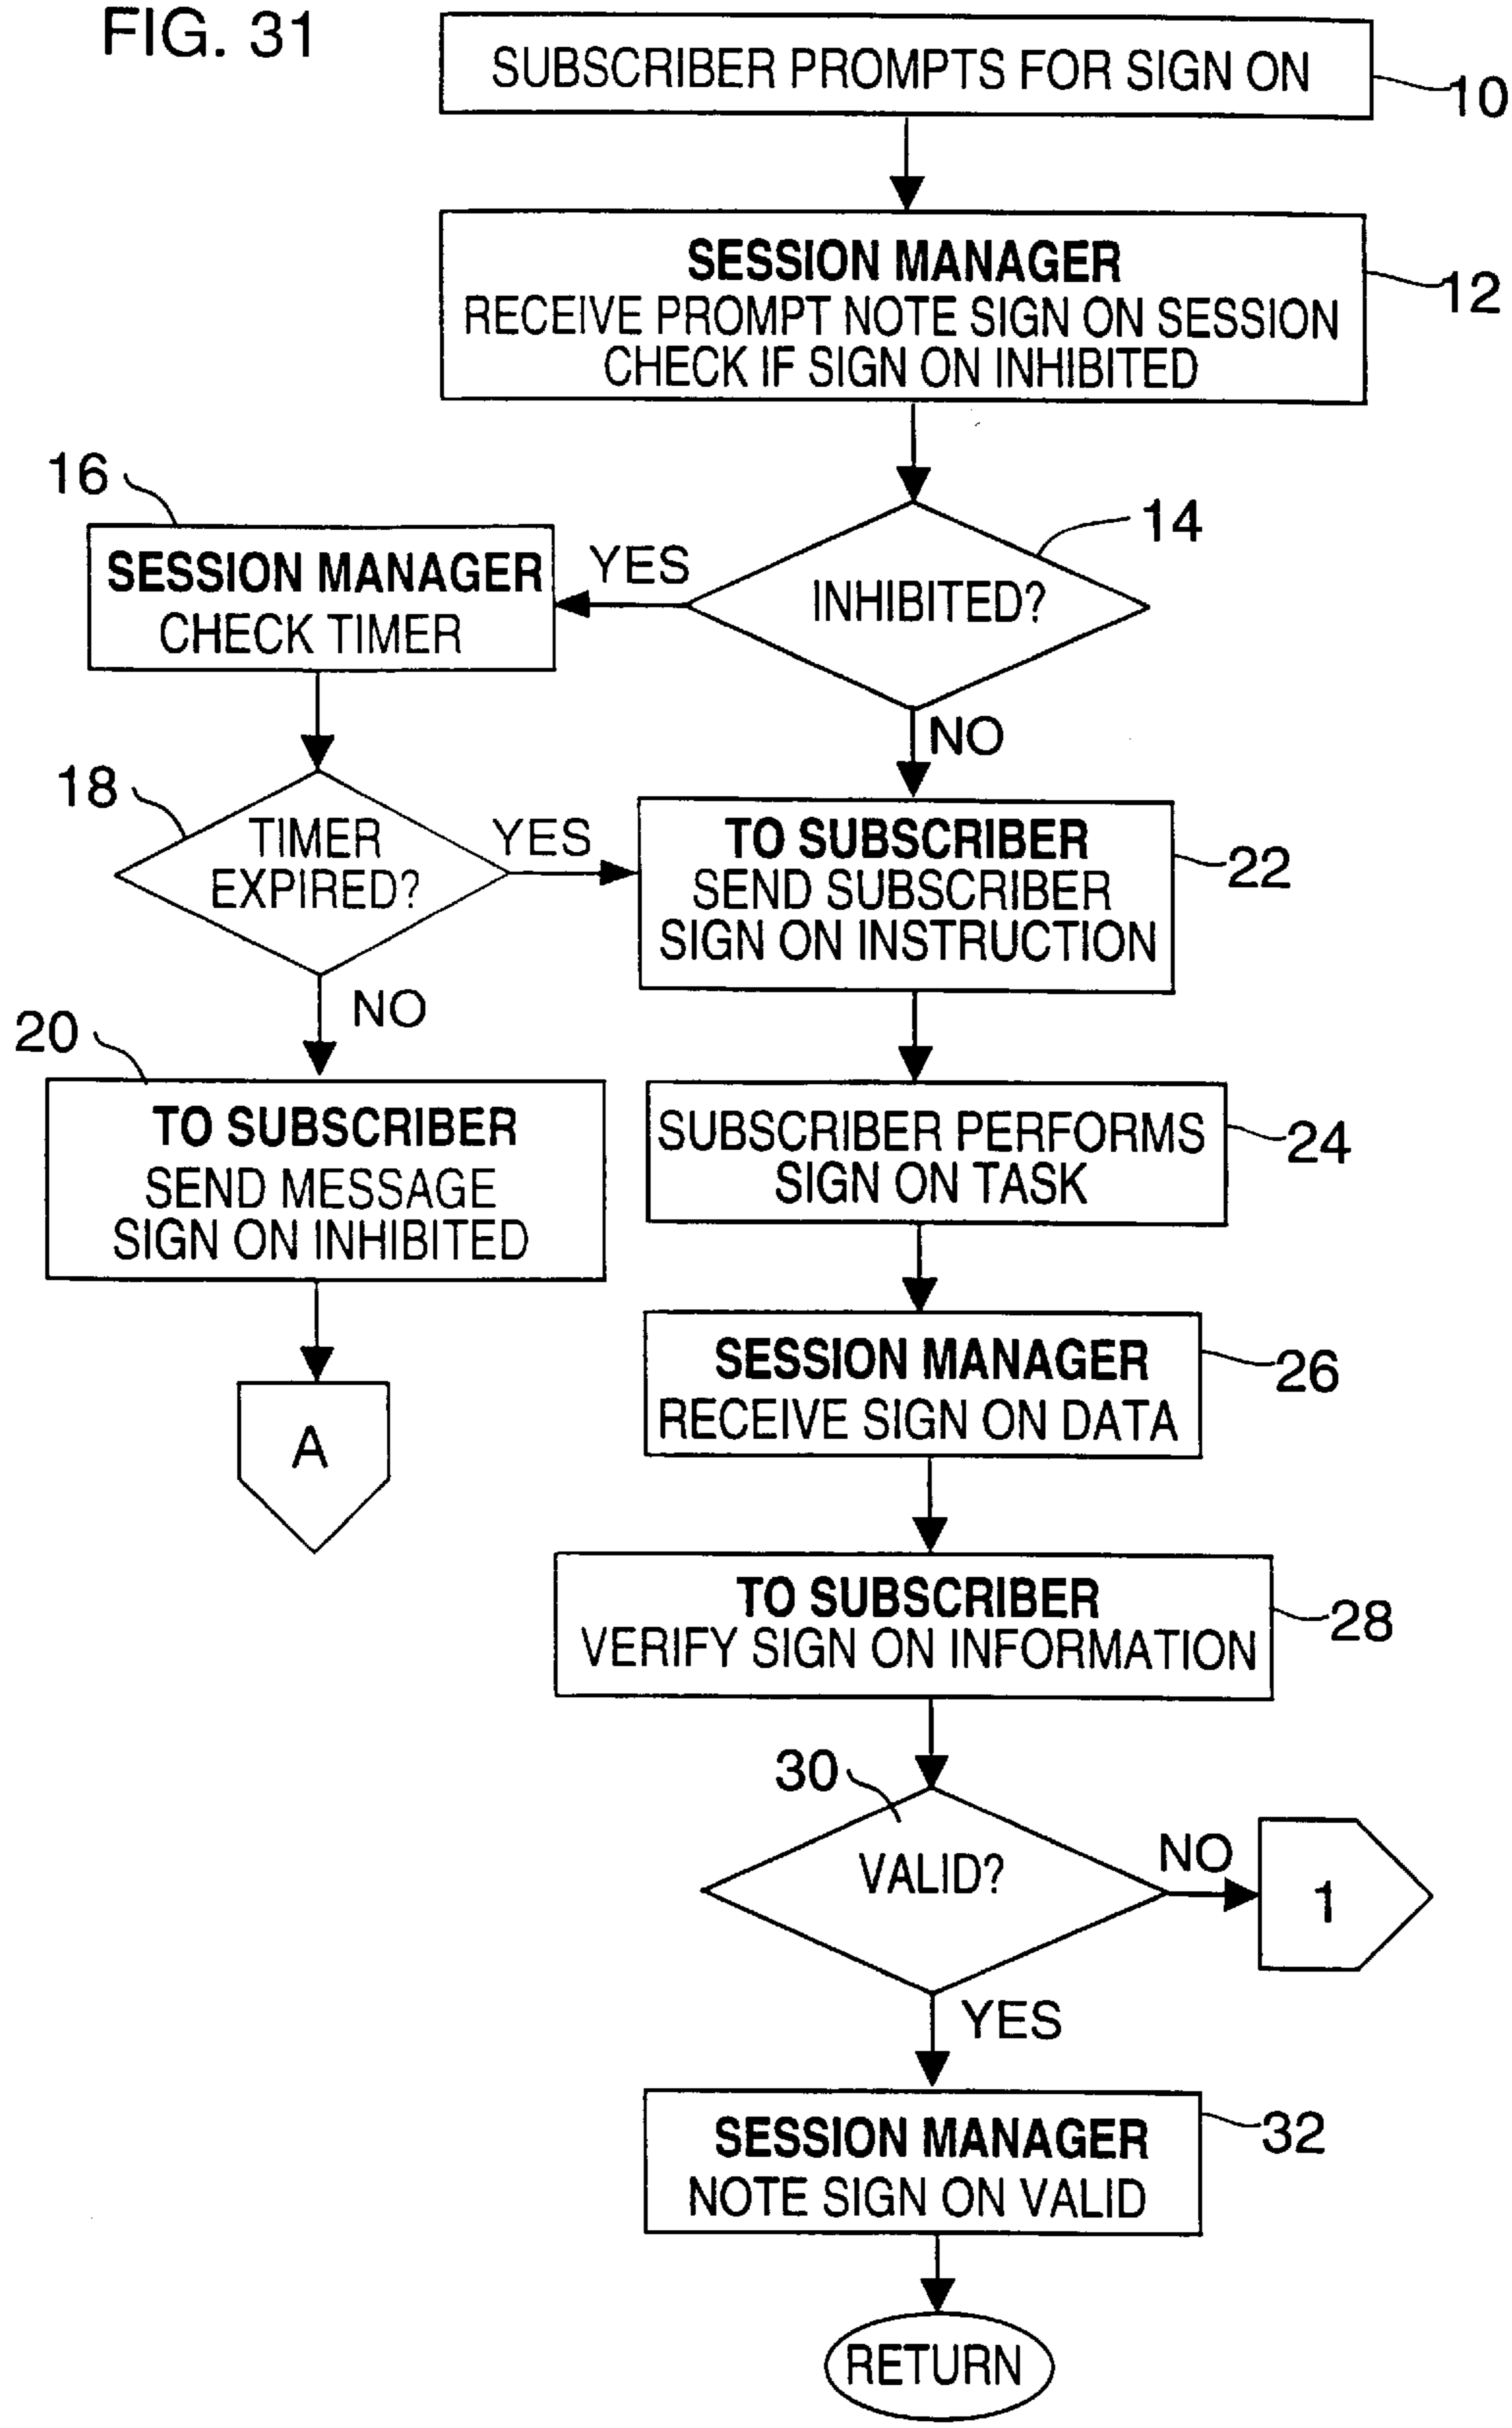 FIG. 31
SUBSCRIBER PROMPTS FOR SIGN ON
10
SESSION MANAGER
RECEIVE PROMPT NOTE SIGN ON SESSION
CHECK IF SIGN ON INHIBITED
12
14
INHIBITED?
YES
NO
16
SESSION MANAGER
CHECK TIMER
18
TIMER
EXPIRED?
YES
NO
20
TO SUBSCRIBER
SEND MESSAGE
SIGN ON INHIBITED
A
TO SUBSCRIBER
SEND SUBSCRIBER
SIGN ON INSTRUCTION
22
SUBSCRIBER PERFORMS
SIGN ON TASK
24
SESSION MANAGER
RECEIVE SIGN ON DATA
26
TO SUBSCRIBER
VERIFY SIGN ON INFORMATION
28
30
VALID?
NO
1
YES
SESSION MANAGER
NOTE SIGN ON VALID
32
RETURN